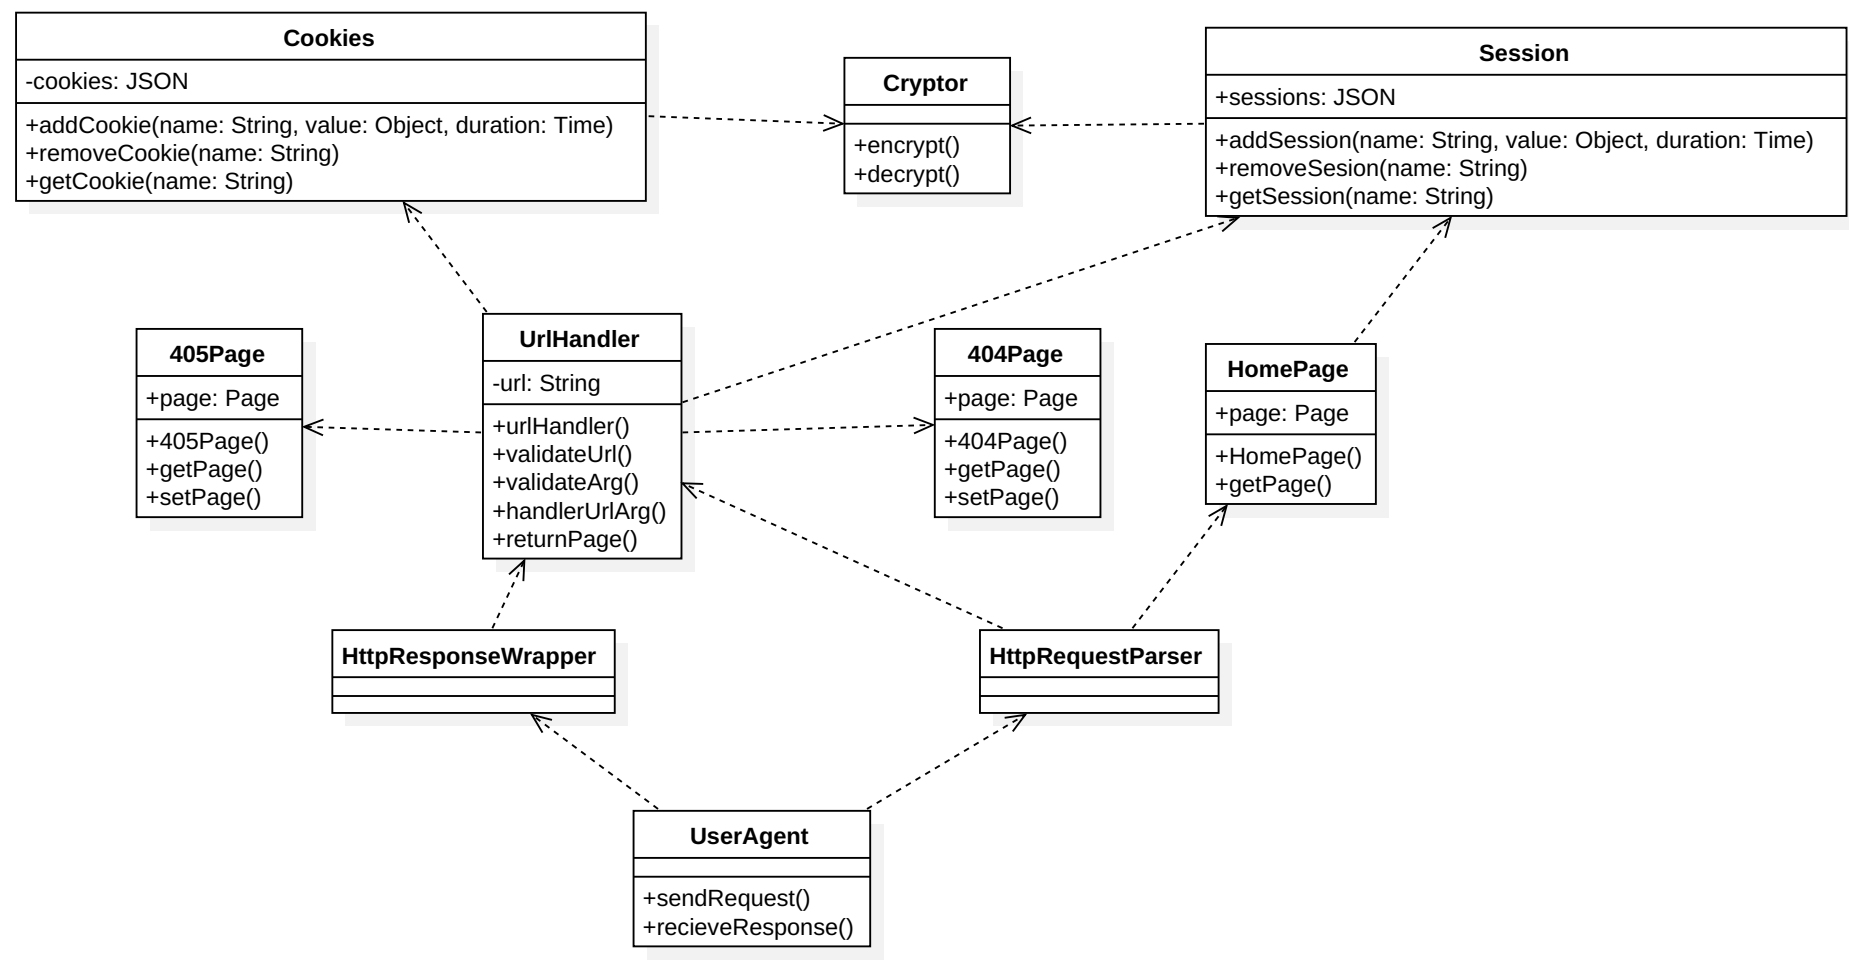 Cookies
-cookies: JSON
+addCookie(name: String, value: Object, duration: Time)
+removeCookie(name: String)
+getCookie(name: String)
Cryptor
+encrypt()
+decrypt()
Session
+sessions: JSON
+addSession(name: String, value: Object, duration: Time)
+removeSesion(name: String)
+getSession(name: String)
405Page
+page: Page
+405Page()
+getPage()
+setPage()
UrlHandler
-url: String
+urlHandler()
+validateUrl()
+validateArg()
+handlerUrlArg()
+returnPage()
404Page
+page: Page
+404Page()
+getPage()
+setPage()
HomePage
+page: Page
+HomePage()
+getPage()
HttpResponseWrapper
HttpRequestParser
UserAgent
+sendRequest()
+recieveResponse()